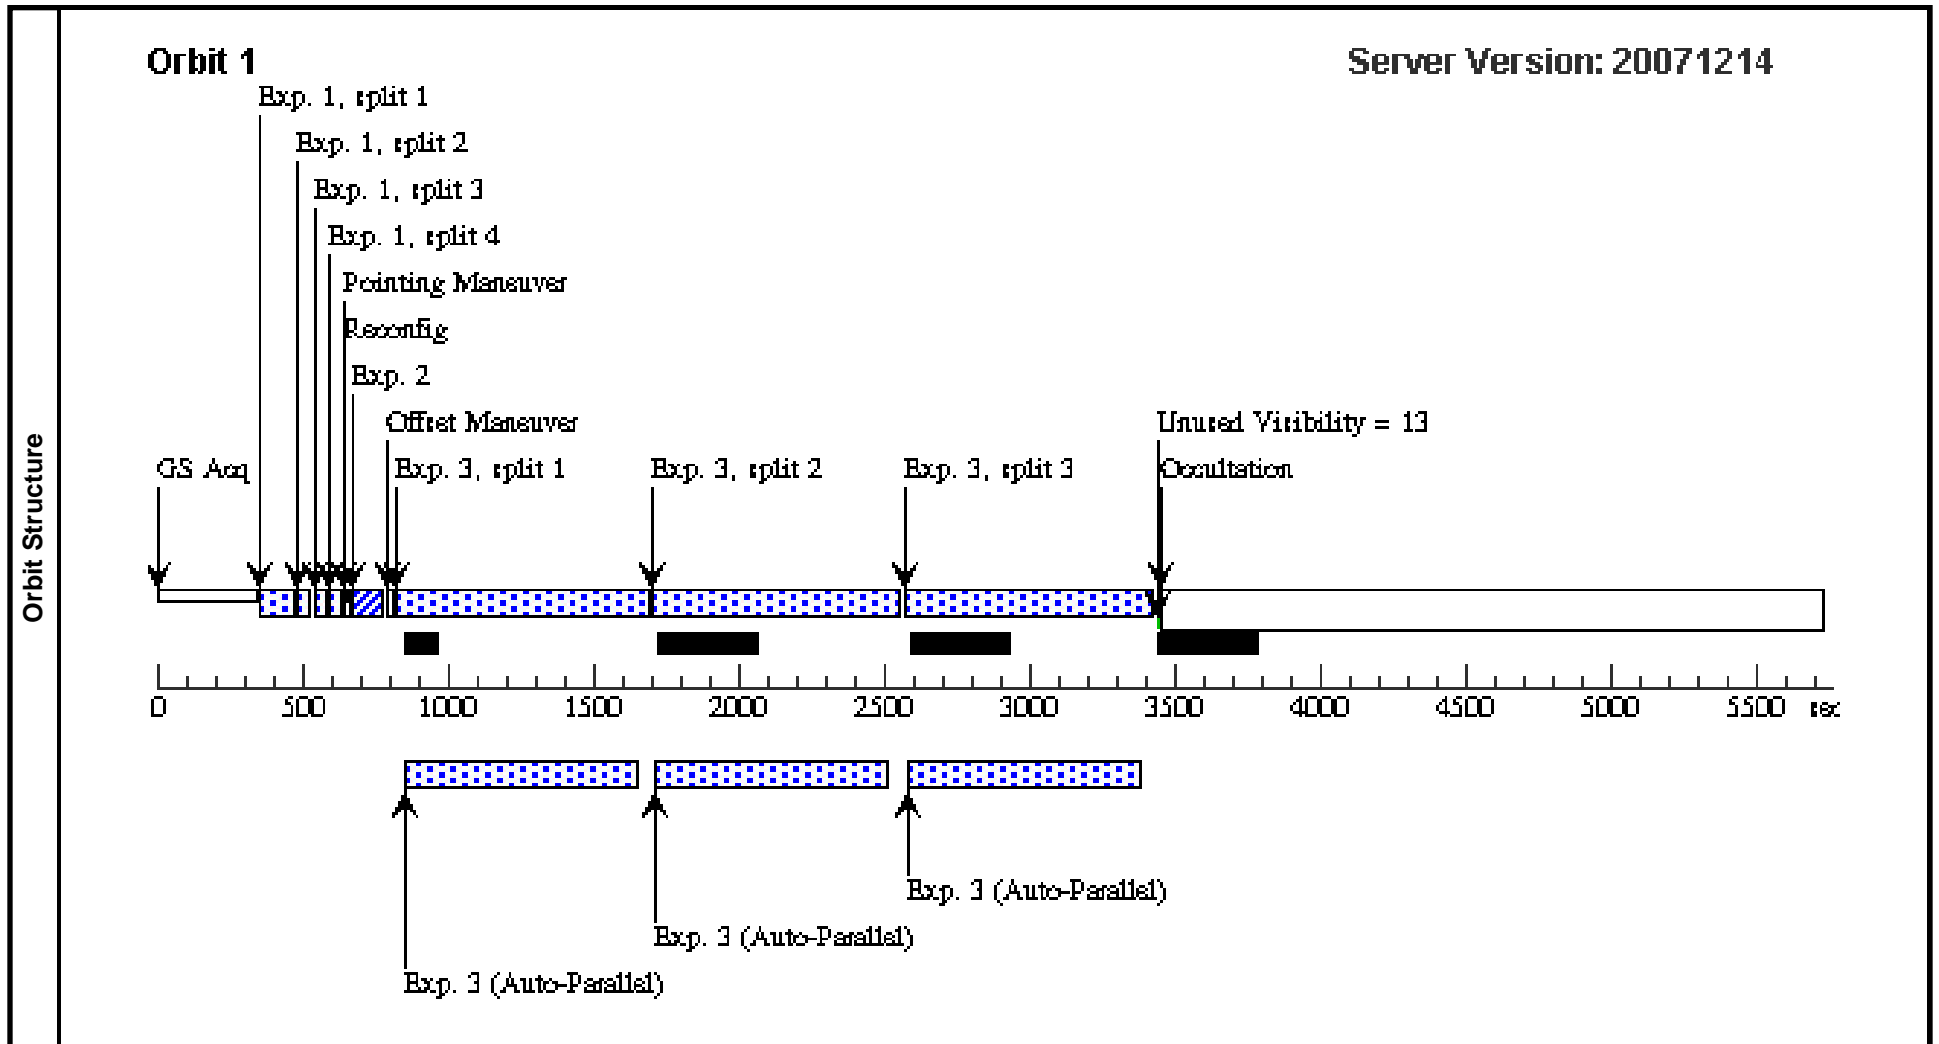 Orbit Structure
Orbit 1
Server Version: 20071214
Exp. 1, split 1
Exp. 1, split 2
Exp. 1, split 3
Exp. 1, split 4
Pointing Maneuver
Reconfig
Exp. 2
Offset Maneuver
Unused Visibility = 13
GS Acq
Exp. 3, split 1
Exp. 3, split 2
Exp. 3, split 3
Occultation
0 500 1000 1500 2000 2500 3000 3500 4000 4500 5000 5500 sec
Exp. 3 (Auto-Parallel)
Exp. 3 (Auto-Parallel)
Exp. 3 (Auto-Parallel)